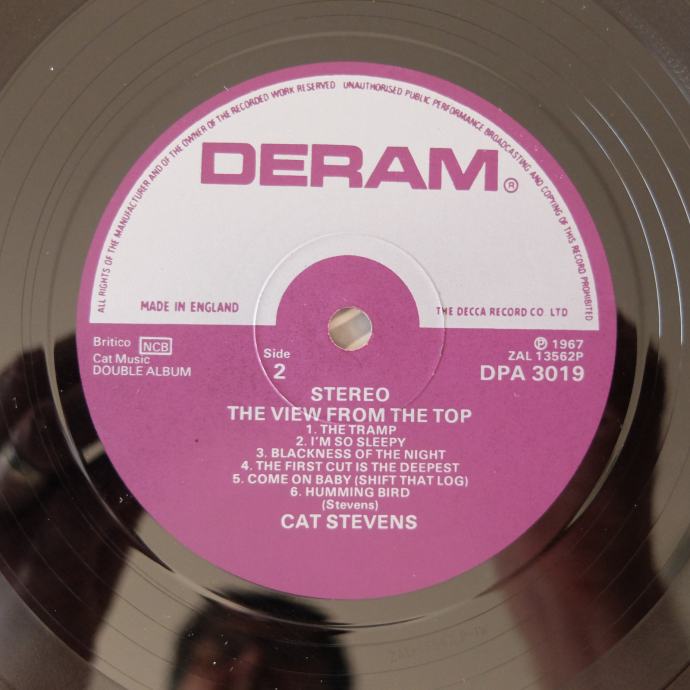 ALL RIGHTS OF THE MANUFACTURER AND OF THE OWNER OF THE RECORDED WORK RESERVED UNAUTHORISED PUBLIC PERFORMANCE BROADCASTING AND COPYING OF THIS RECORD PROHIBITED
DERAM®
MADE IN ENGLAND
THE DECCA RECORD CO LTD
Britico
Cat Music
NCB
DOUBLE ALBUM
Side
2
℗ 1967
ZAL 13562P
DPA 3019
STEREO
THE VIEW FROM THE TOP
1. THE TRAMP
2. I'M SO SLEEPY
3. BLACKNESS OF THE NIGHT
4. THE FIRST CUT IS THE DEEPEST
5. COME ON BABY (SHIFT THAT LOG)
6. HUMMING BIRD
(Stevens)
CAT STEVENS